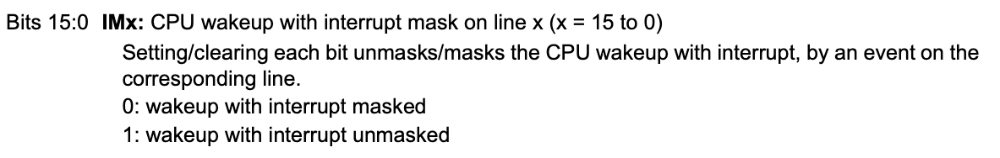 Bits 15:0 IMx: CPU wakeup with interrupt mask on line x (x = 15 to 0)
Setting/clearing each bit unmasks/masks the CPU wakeup with interrupt, by an event on the
corresponding line.
0: wakeup with interrupt masked
1: wakeup with interrupt unmasked